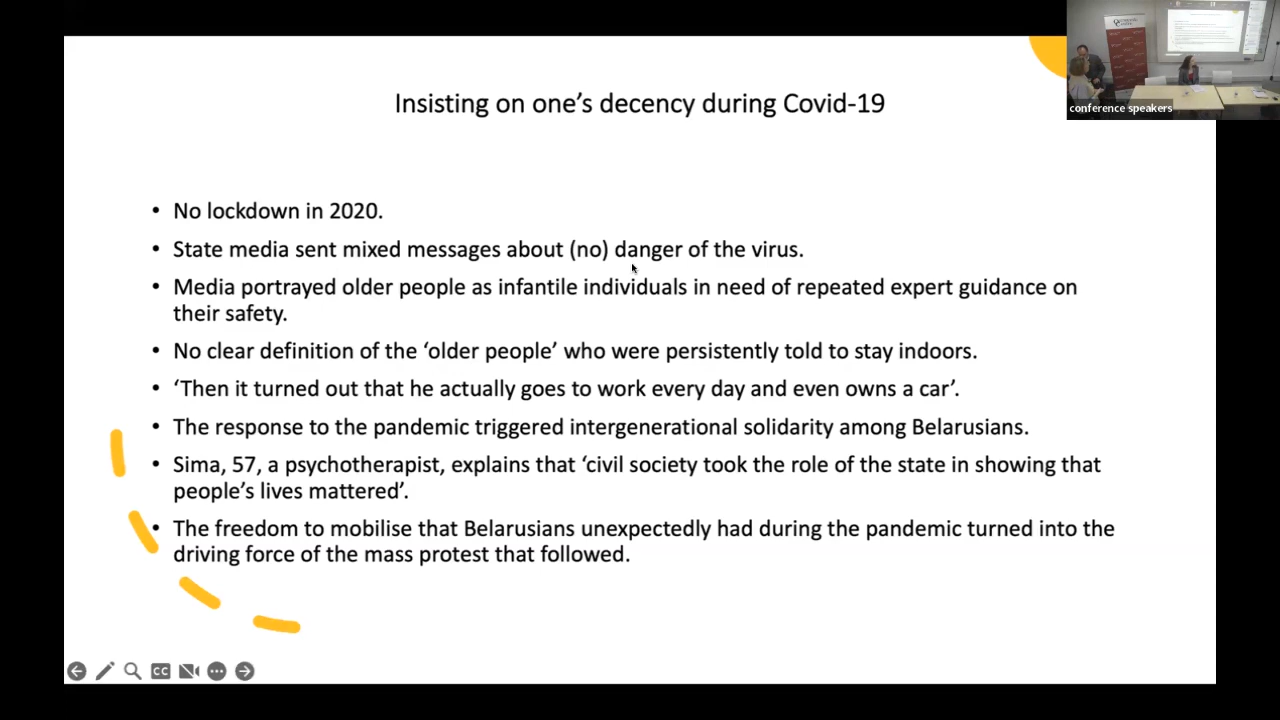 Insisting on one’s decency during Covid-19
conference speakers
• No lockdown in 2020.
• State media sent mixed messages about (no) danger of the virus.
• Media portrayed older people as infantile individuals in need of repeated expert guidance on
their safety.
• No clear definition of the ‘older people’ who were persistently told to stay indoors.
• ‘Then it turned out that he actually goes to work every day and even owns a car’.
• The response to the pandemic triggered intergenerational solidarity among Belarusians.
• Sima, 57, a psychotherapist, explains that ‘civil society took the role of the state in showing that
people’s lives mattered’.
• The freedom to mobilise that Belarusians unexpectedly had during the pandemic turned into the
driving force of the mass protest that followed.
CC